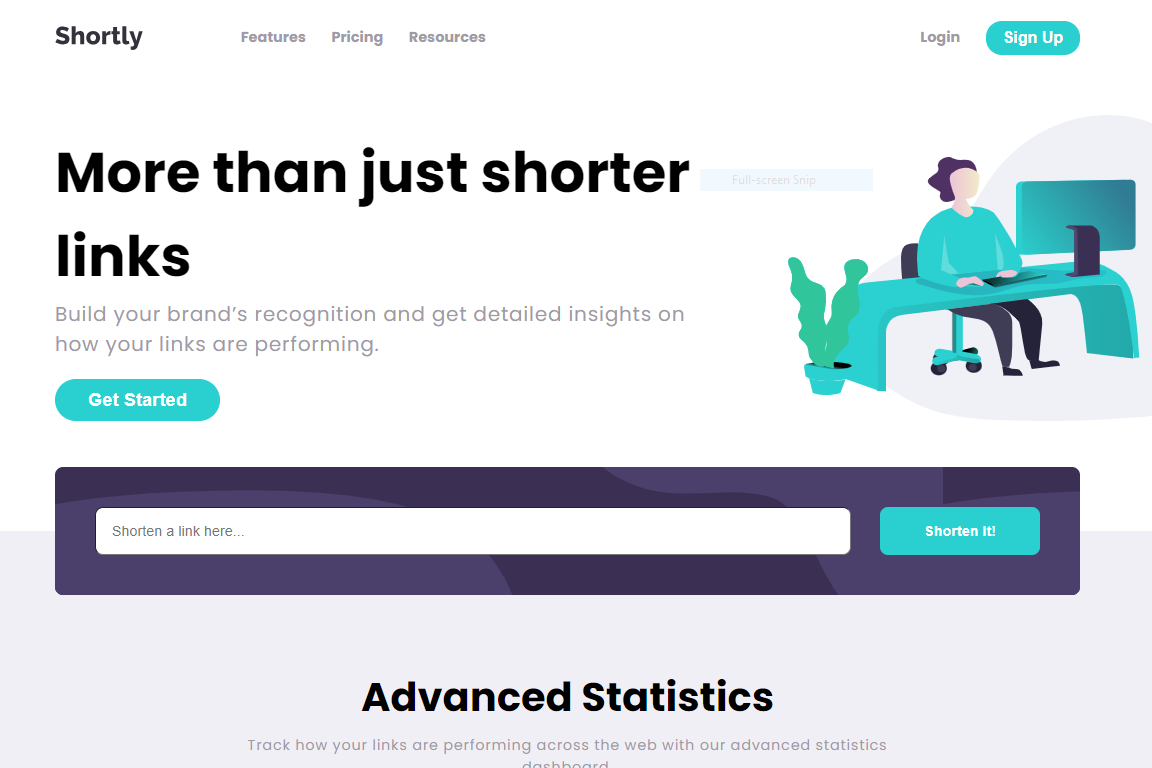 Shortly
Features
Pricing
Resources
Login
Sign Up
More than just shorter
links
Full-screen Snip
Build your brand’s recognition and get detailed insights on
how your links are performing.
Get Started
Shorten a link here...
Shorten It!
Advanced Statistics
Track how your links are performing across the web with our advanced statistics
dashboard.